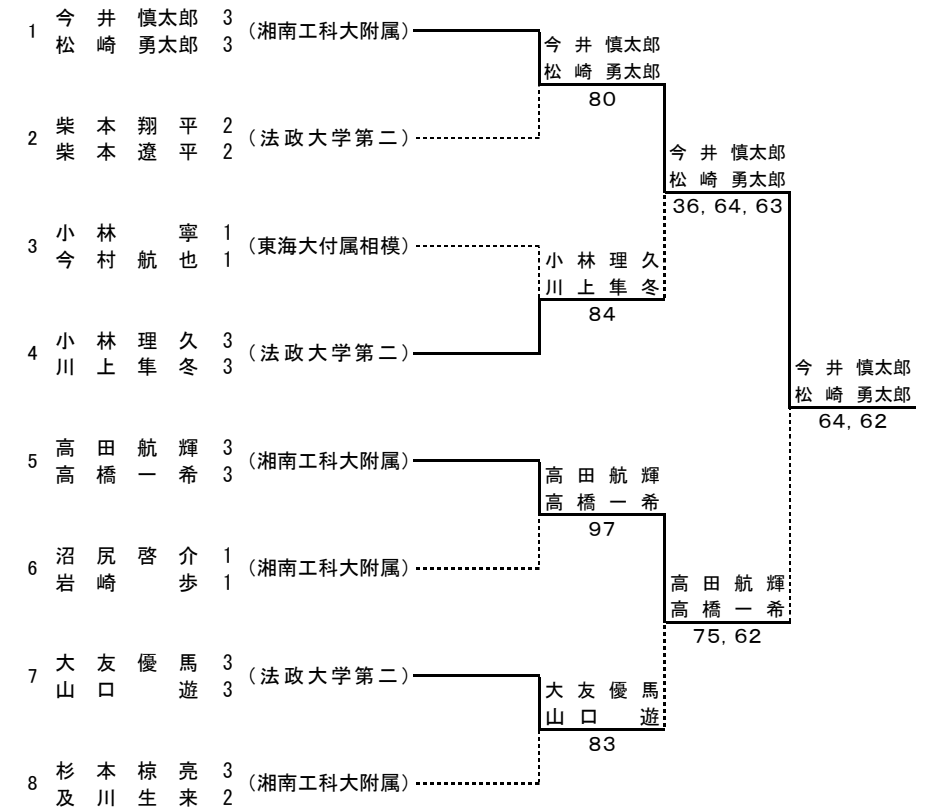 1 今井 慎太郎 3 (湘南工科大附属)
松崎 勇太郎 3
今井 慎太郎
松崎 勇太郎
80
2 柴本翔平 2 (法政大学第二)
柴本遼平 2
今井 慎太郎
松崎 勇太郎
36, 64, 63
3 小林 寧 1 (東海大付属相模)
今村航也 1
小林理久
川上隼冬
84
4 小林理久 3 (法政大学第二)
川上隼冬 3
今井 慎太郎
松崎 勇太郎
64, 62
5 高田航輝 3 (湘南工科大附属)
高橋一希 3
高田航輝
高橋一希
97
6 沼尻啓介 1 (湘南工科大附属)
岩崎 歩 1
高田航輝
高橋一希
75, 62
7 大友優馬 3 (法政大学第二)
山口 遊 3
大友優馬
山口 遊
83
8 杉本椋亮 3 (湘南工科大附属)
及川生来 2